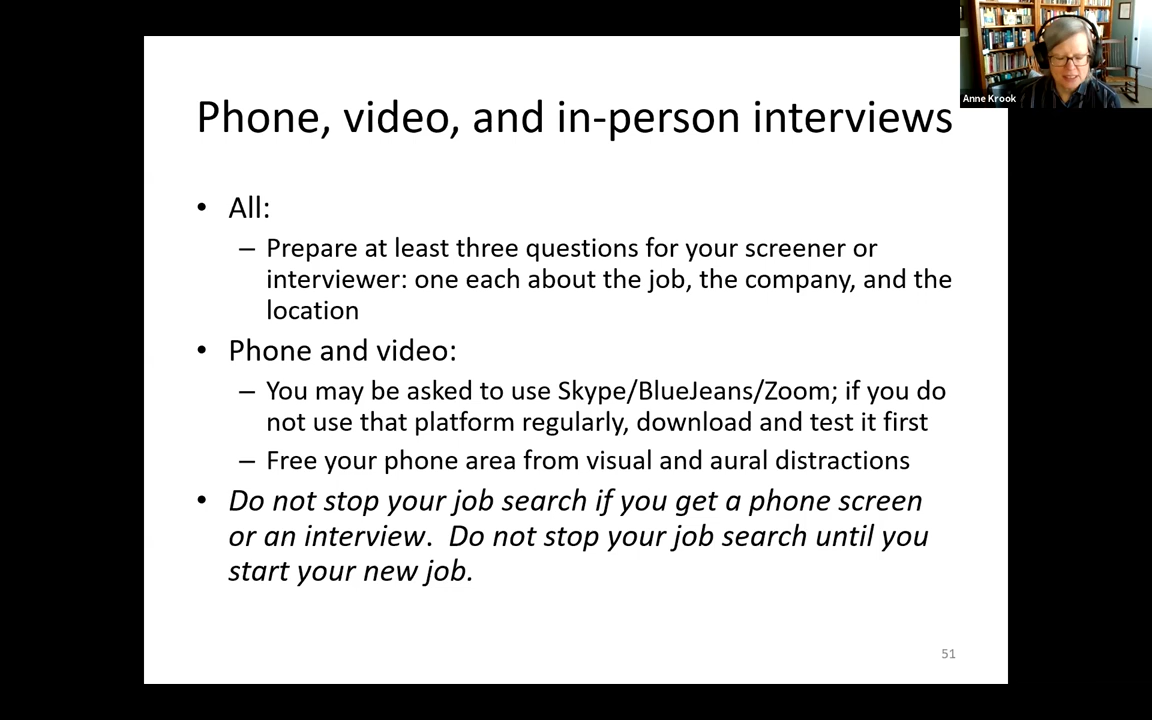 Anne Krook
Phone, video, and in-person interviews
• All:
– Prepare at least three questions for your screener or
interviewer: one each about the job, the company, and the
location
• Phone and video:
– You may be asked to use Skype/BlueJeans/Zoom; if you do
not use that platform regularly, download and test it first
– Free your phone area from visual and aural distractions
• Do not stop your job search if you get a phone screen
or an interview.  Do not stop your job search until you
start your new job.
51